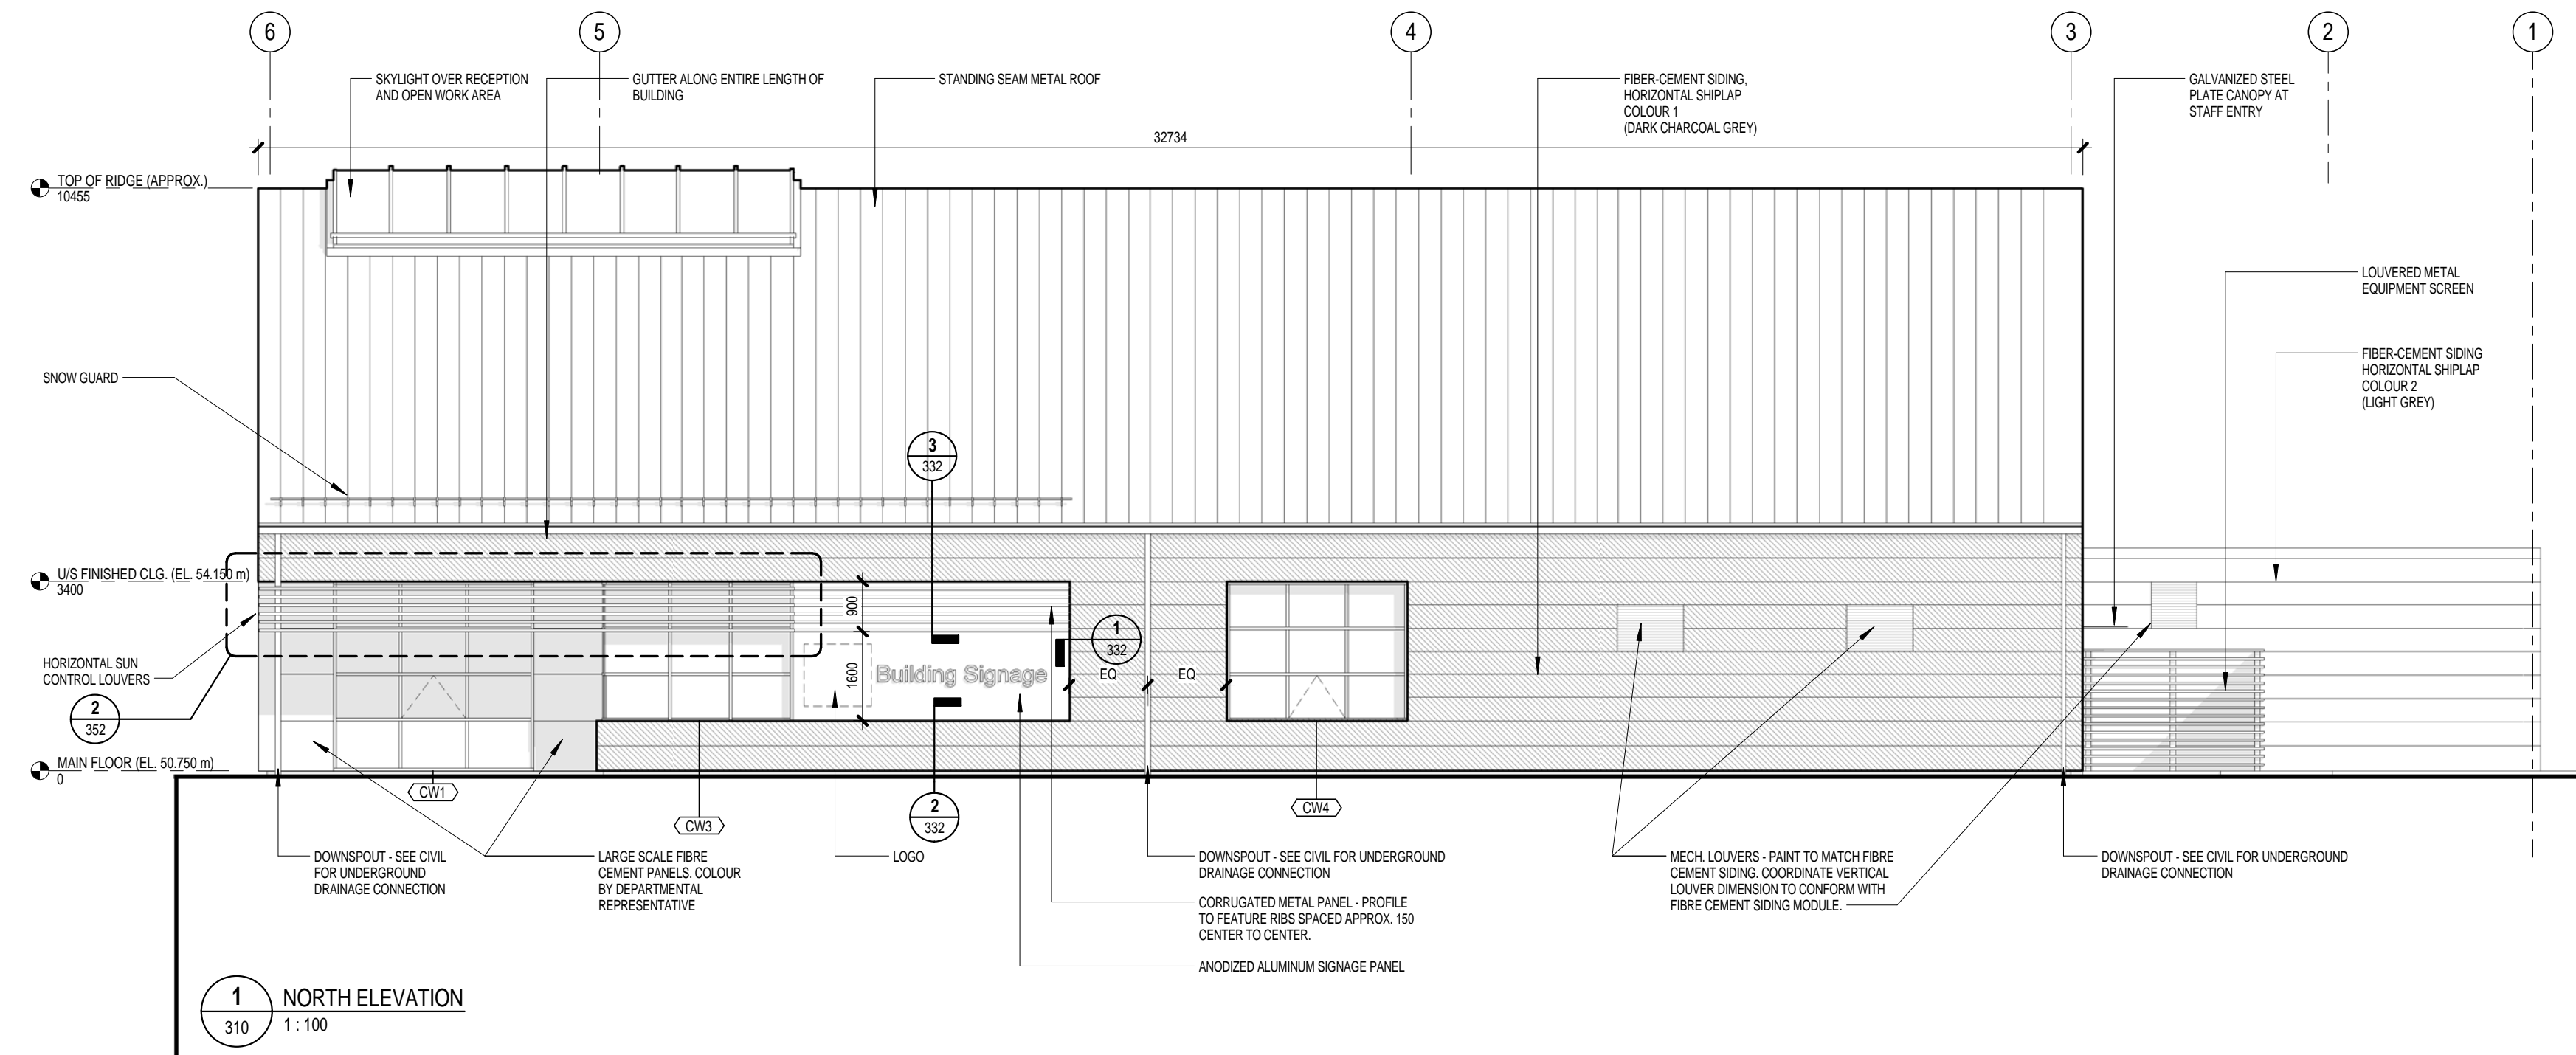 6
5
4
3
2
1
SKYLIGHT OVER RECEPTION
AND OPEN WORK AREA
GUTTER ALONG ENTIRE LENGTH OF
BUILDING
STANDING SEAM METAL ROOF
FIBER-CEMENT SIDING,
HORIZONTAL SHIPLAP
COLOUR 1
(DARK CHARCOAL GREY)
GALVANIZED STEEL
PLATE CANOPY AT
STAFF ENTRY
32734
TOP OF RIDGE (APPROX.)
10455
LOUVERED METAL
EQUIPMENT SCREEN
FIBER-CEMENT SIDING
HORIZONTAL SHIPLAP
COLOUR 2
(LIGHT GREY)
SNOW GUARD
3
332
U/S FINISHED CLG. (EL. 54.150 m)
3400
900
1
332
HORIZONTAL SUN
CONTROL LOUVERS
1600
Building Signage
EQ
EQ
2
352
MAIN FLOOR (EL. 50.750 m)
0
CW1
CW3
2
332
CW4
DOWNSPOUT - SEE CIVIL
FOR UNDERGROUND
DRAINAGE CONNECTION
LARGE SCALE FIBRE
CEMENT PANELS. COLOUR
BY DEPARTMENTAL
REPRESENTATIVE
LOGO
DOWNSPOUT - SEE CIVIL FOR UNDERGROUND
DRAINAGE CONNECTION
CORRUGATED METAL PANEL - PROFILE
TO FEATURE RIBS SPACED APPROX. 150
CENTER TO CENTER.
ANODIZED ALUMINUM SIGNAGE PANEL
MECH. LOUVERS - PAINT TO MATCH FIBRE
CEMENT SIDING. COORDINATE VERTICAL
LOUVER DIMENSION TO CONFORM WITH
FIBRE CEMENT SIDING MODULE.
DOWNSPOUT - SEE CIVIL FOR UNDERGROUND
DRAINAGE CONNECTION
1
310
NORTH ELEVATION
1 : 100